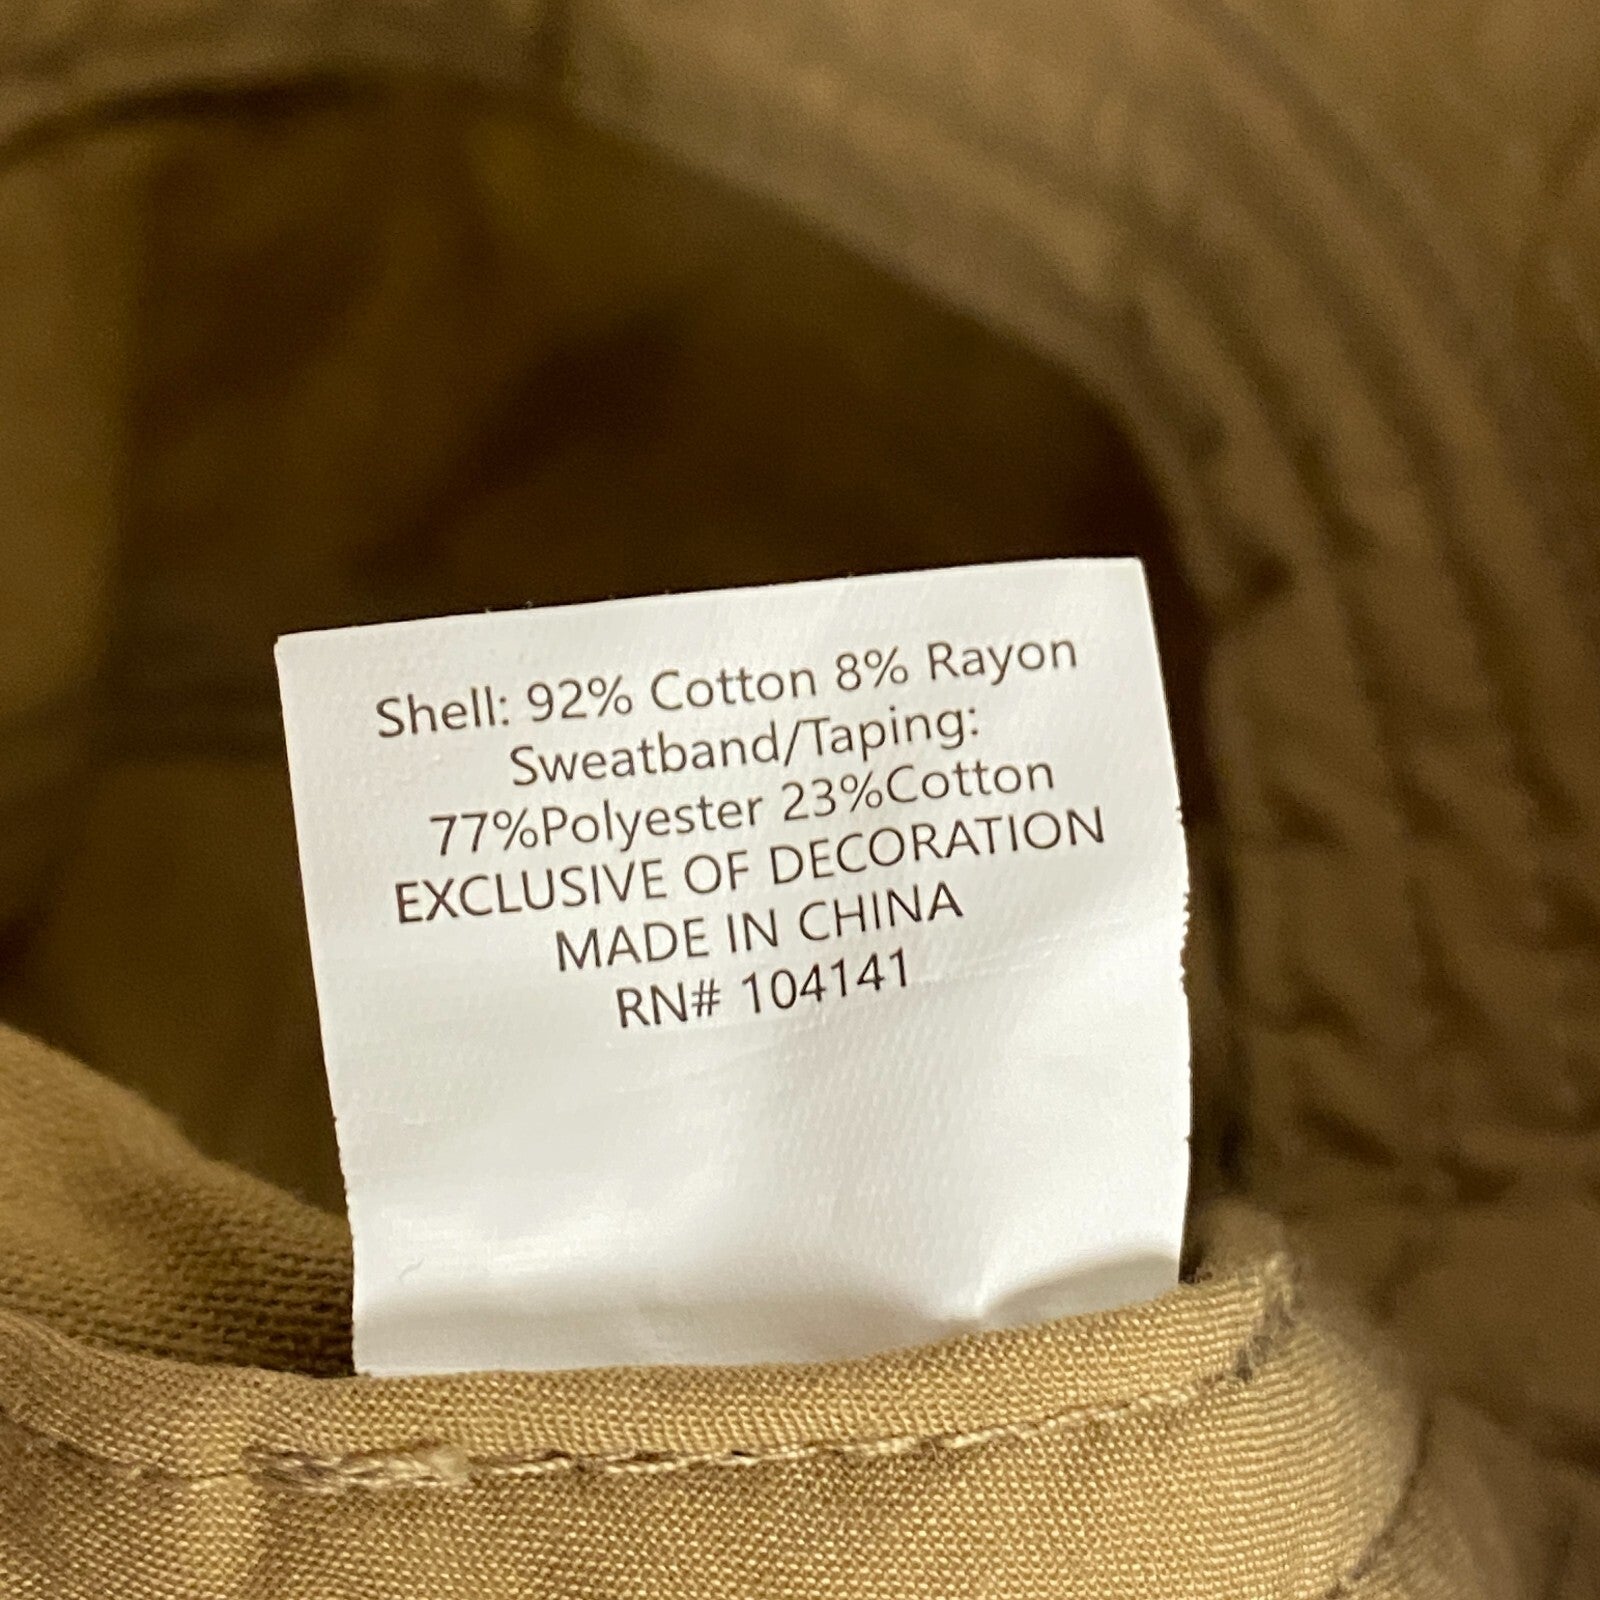 Shell: 92% Cotton 8% Rayon
Sweatband/Taping:
77%Polyester 23%Cotton
EXCLUSIVE OF DECORATION
MADE IN CHINA
RN# 104141